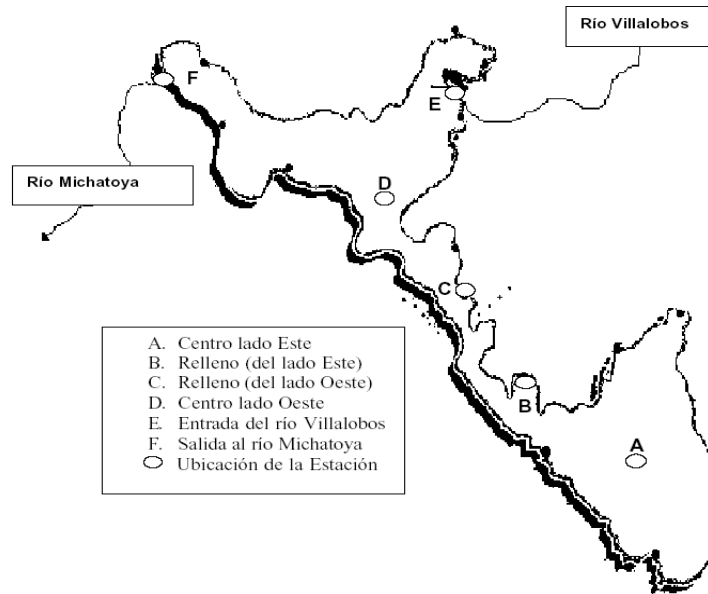 Río Villalobos
F
E
Río Michatoya
D
C
A. Centro lado Este
B. Relleno (del lado Este)
C. Relleno (del lado Oeste)
D. Centro lado Oeste
E. Entrada del río Villalobos
F. Salida al río Michatoya
Ubicación de la Estación
B
A